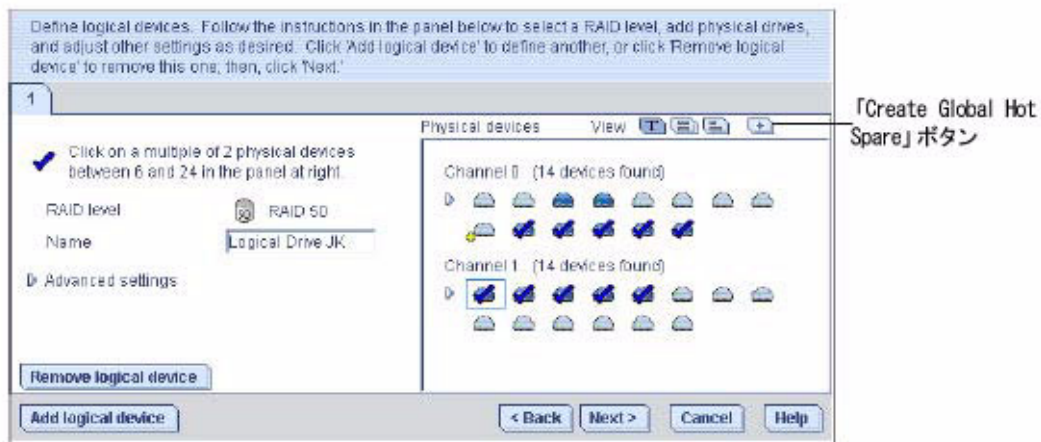 Define logical devices. Follow the instructions in the panel below to select a RAID level, add physical drives,
and adjust other settings as desired. Click 'Add logical device' to define another, or click 'Remove logical
device' to remove this one; then, click 'Next.'
1
Physical devices View T
Click on a multiple of 2 physical devices
between 6 and 24 in the panel at right.
RAID level 50 RAID 50
Name Logical Drive JK
Advanced settings
Channel 0 (14 devices found)
Channel 1 (14 devices found)
Remove logical device
Add logical device
< Back Next > Cancel Help
「Create Global Hot
Spare」ボタン